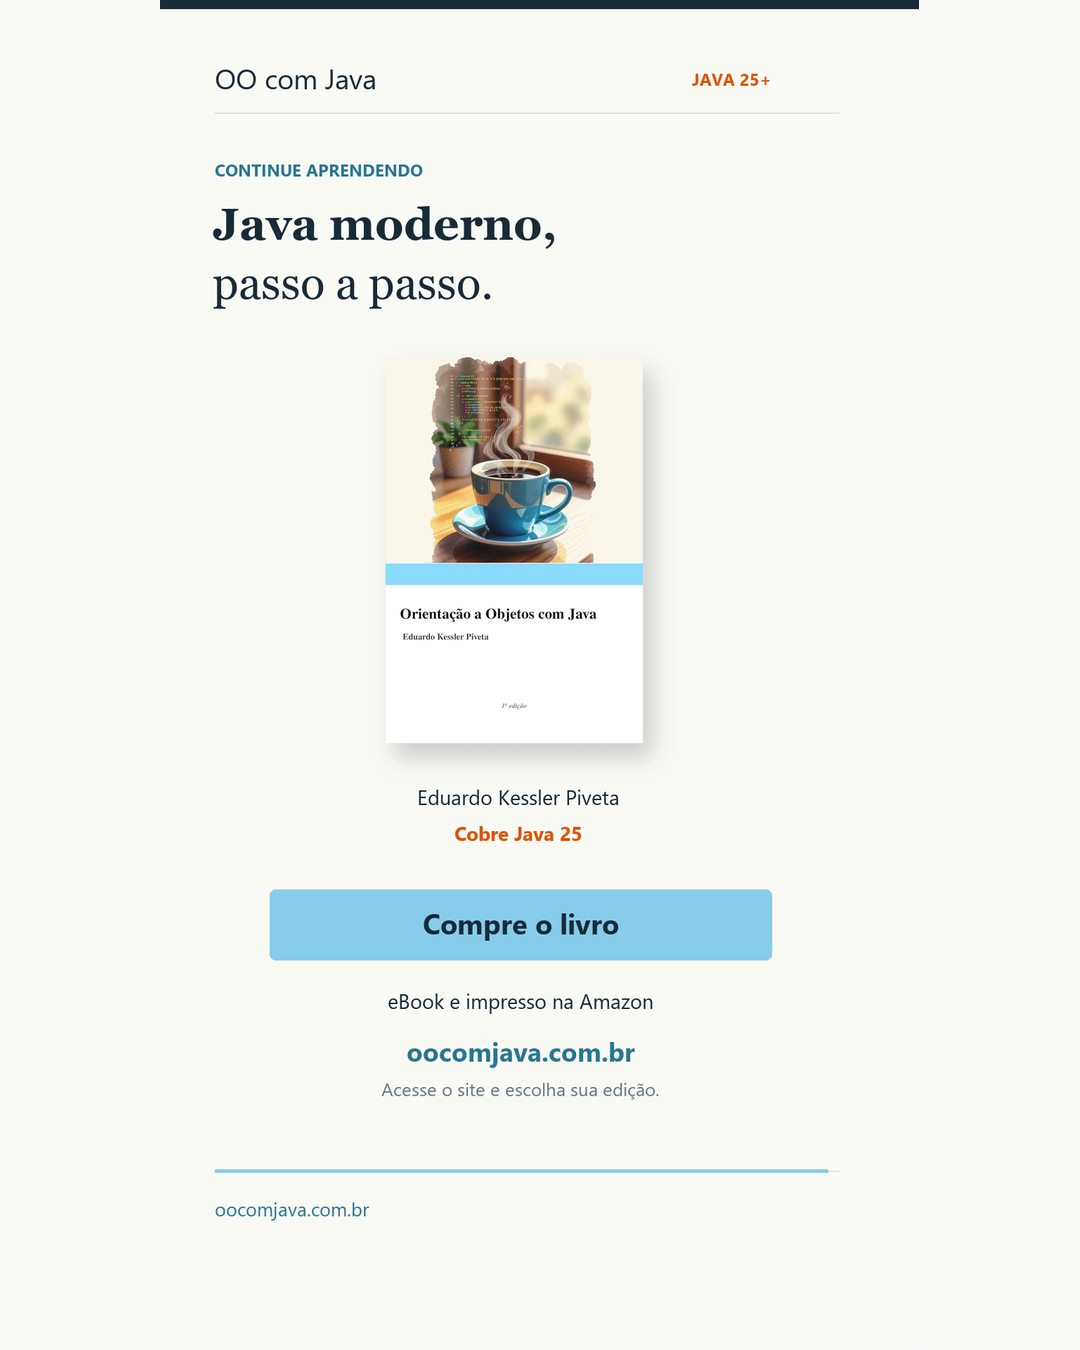 OO com Java
JAVA 25+
CONTINUE APRENDENDO
Java moderno,
passo a passo.
Orientação a Objetos com Java
Eduardo Kessler Piveta
1ª edição
Eduardo Kessler Piveta
Cobre Java 25
Compre o livro
eBook e impresso na Amazon
oocomjava.com.br
Acesse o site e escolha sua edição.
oocomjava.com.br